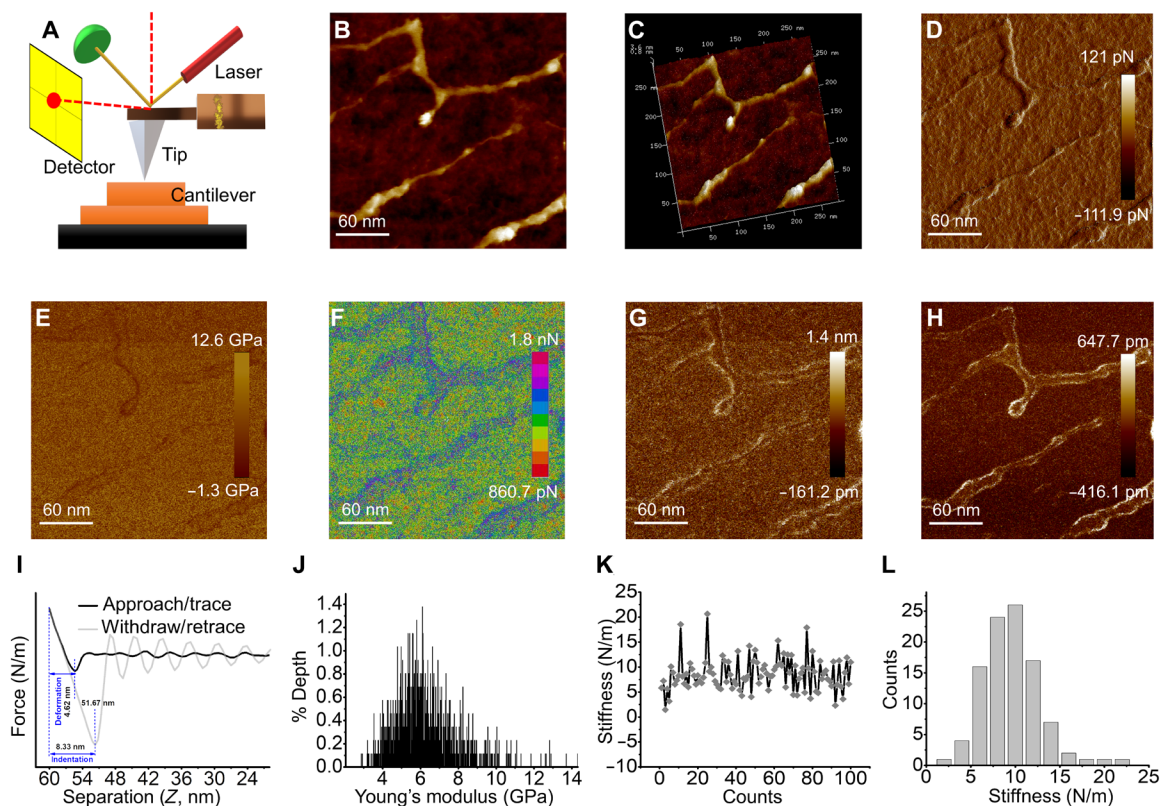 A
Laser
Detector
Tip
Cantilever
B
60 nm
C
60 nm
D
121 pN
−111.9 pN
60 nm
E
12.6 GPa
−1.3 GPa
60 nm
F
1.8 nN
860.7 pN
60 nm
G
1.4 nm
−161.2 pm
60 nm
H
647.7 pm
−416.1 pm
60 nm
I
Approach/trace
Withdraw/retrace
Force (N/m)
Deformation
4.62 nm
51.67 nm
8.33 nm
Indentation
60 54 48 42 36 30 24
Separation (Z, nm)
J
% Depth
1.4
1.2
1.0
0.8
0.6
0.4
0.2
0
2 4 6 8 10 12 14
Young's modulus (GPa)
K
Stiffness (N/m)
25
20
15
10
5
0
−5
−10
0 20 40 60 80 100
Counts
L
Counts
25
20
15
10
5
0
0 5 10 15 20 25
Stiffness (N/m)